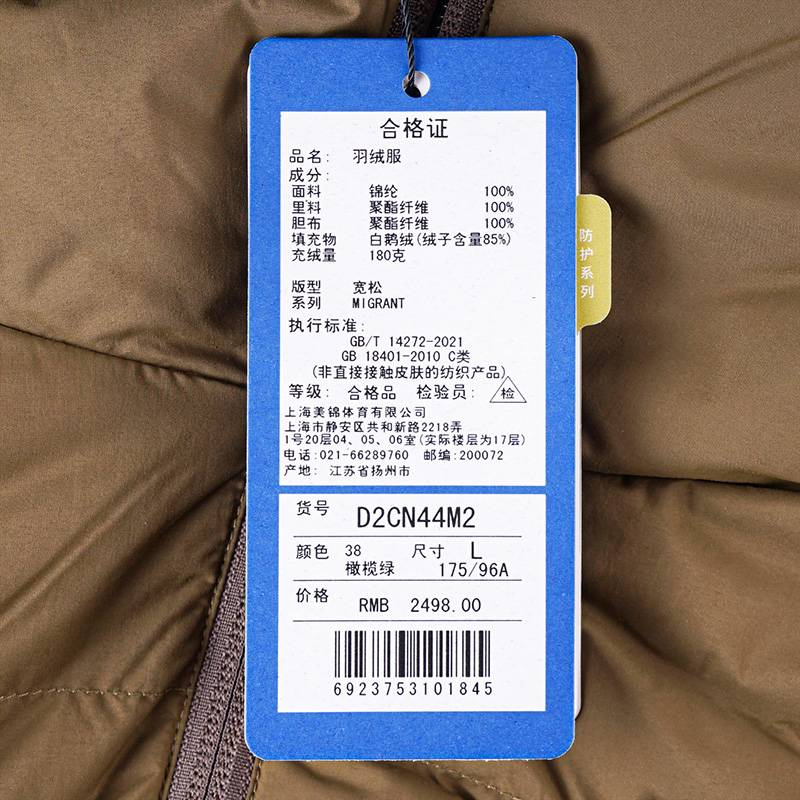 合格证
品名: 羽绒服
成分:
面料 锦纶 100%
里料 聚酯纤维 100%
胆布 聚酯纤维 100%
填充物 白鹅绒(绒子含量85%)
充绒量 180克
版型 宽松
系列 MIGRANT
执行标准:
GB/T 14272-2021
GB 18401-2010 C类
(非直接接触皮肤的纺织产品)
等级: 合格品 检验员: 检
上海美锦体育有限公司
上海市静安区共和新路2218弄
1号20层04、05、06室(实际楼层为17层)
电话:021-66289760 邮编:200072
产地: 江苏省扬州市
防护系列
货号 D2CN44M2
颜色 38 尺寸 L
橄榄绿 175/96A
价格 RMB 2498.00
6923753101845